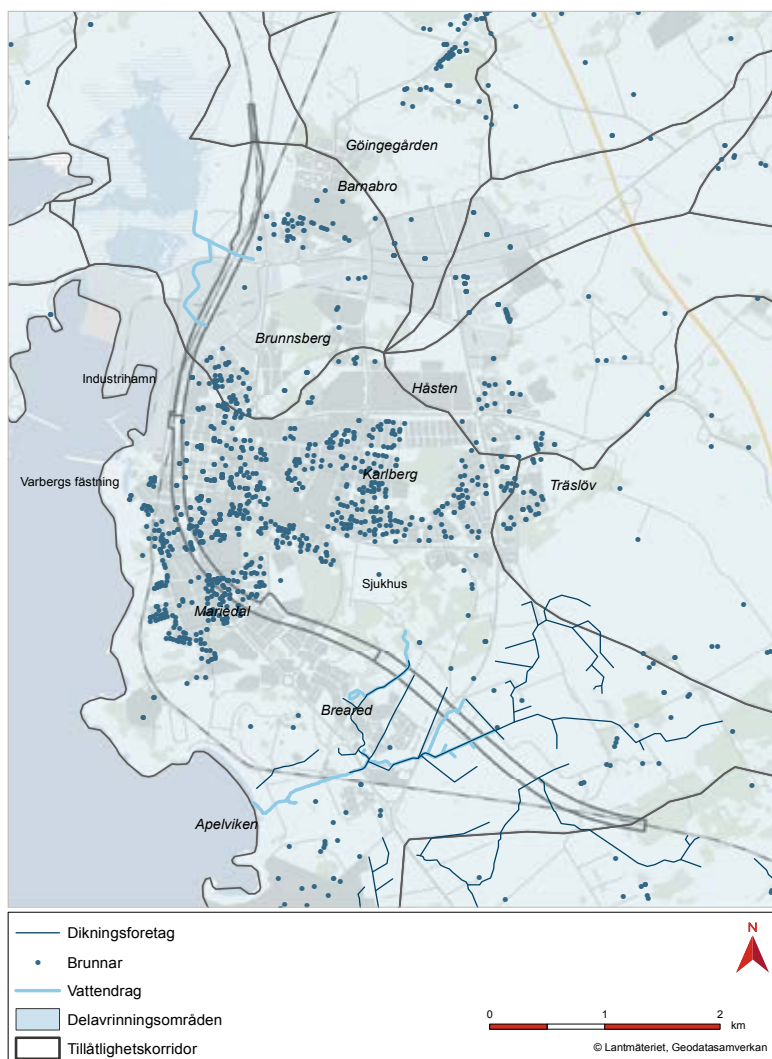 Göingegården
Barnabro
Brunnsberg
Industrihamn
Håsten
Varbergs fästning
Karlberg
Träslöv
Sjukhus
Mariedal
Breared
Apelviken
Dikningsforetag
Brunnar
Vattendrag
Delavrinningsområden
Tillåtlighetskorridor
N
0 1 2
km
© Lantmäteriet, Geodatasamverkan